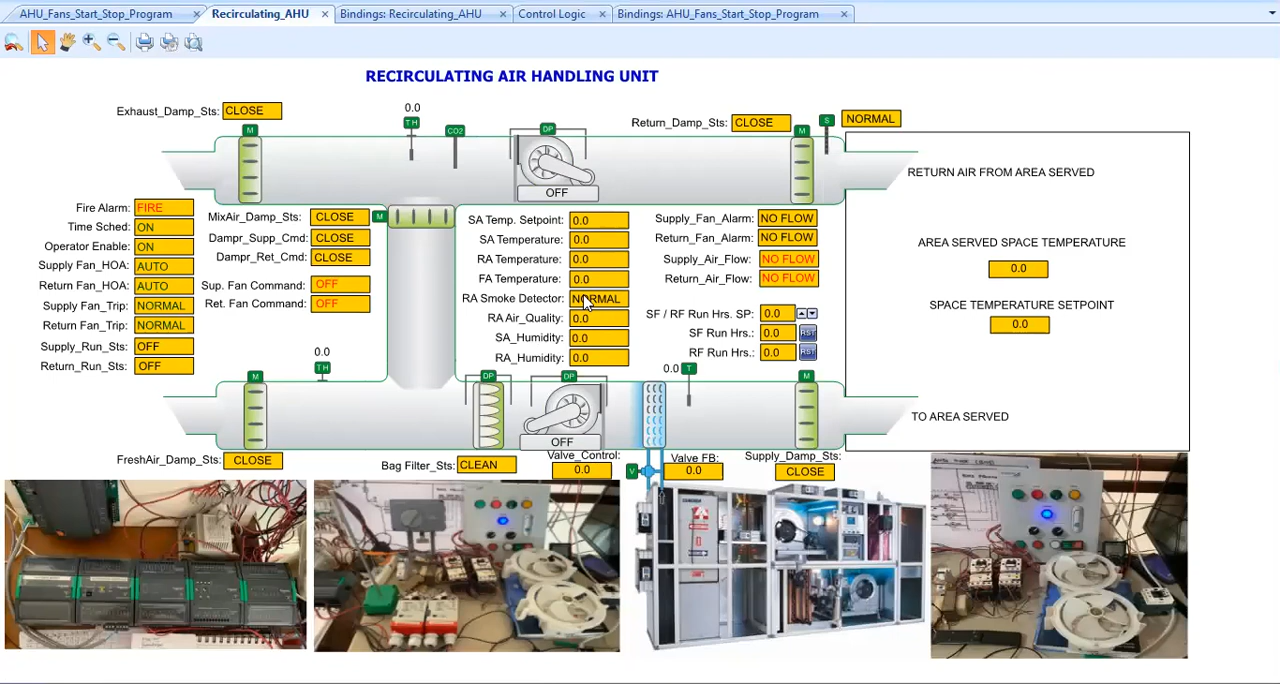 AHU_Fans_Start_Stop_Program × Recirculating_AHU × Bindings: Recirculating_AHU × Control Logic × Bindings: AHU_Fans_Start_Stop_Program ×
RECIRCULATING AIR HANDLING UNIT
Exhaust_Damp_Sts: CLOSE
0.0
T H
CO2
DP
M
Return_Damp_Sts: CLOSE
M
S
NORMAL
OFF
RETURN AIR FROM AREA SERVED
Fire Alarm: FIRE
Time Sched: ON
Operator Enable: ON
Supply Fan_HOA: AUTO
Return Fan_HOA: AUTO
Supply Fan_Trip: NORMAL
Return Fan_Trip: NORMAL
Supply_Run_Sts: OFF
Return_Run_Sts: OFF
MixAir_Damp_Sts: CLOSE
M
Dampr_Supp_Cmd: CLOSE
Dampr_Ret_Cmd: CLOSE
Sup. Fan Command: OFF
Ret. Fan Command: OFF
SA Temp. Setpoint: 0.0
SA Temperature: 0.0
RA Temperature: 0.0
FA Temperature: 0.0
RA Smoke Detector: NORMAL
RA Air_Quality: 0.0
SA_Humidity: 0.0
RA_Humidity: 0.0
Supply_Fan_Alarm: NO FLOW
Return_Fan_Alarm: NO FLOW
Supply_Air_Flow: NO FLOW
Return_Air_Flow: NO FLOW
SF / RF Run Hrs. SP: 0.0
SF Run Hrs.: 0.0 RST
RF Run Hrs.: 0.0 RST
AREA SERVED SPACE TEMPERATURE
0.0
SPACE TEMPERATURE SETPOINT
0.0
0.0
T H
M
DP
DP
0.0 T
M
OFF
TO AREA SERVED
FreshAir_Damp_Sts: CLOSE
Bag Filter_Sts: CLEAN
Valve_Control:
0.0
V
Valve FB:
0.0
Supply_Damp_Sts:
CLOSE